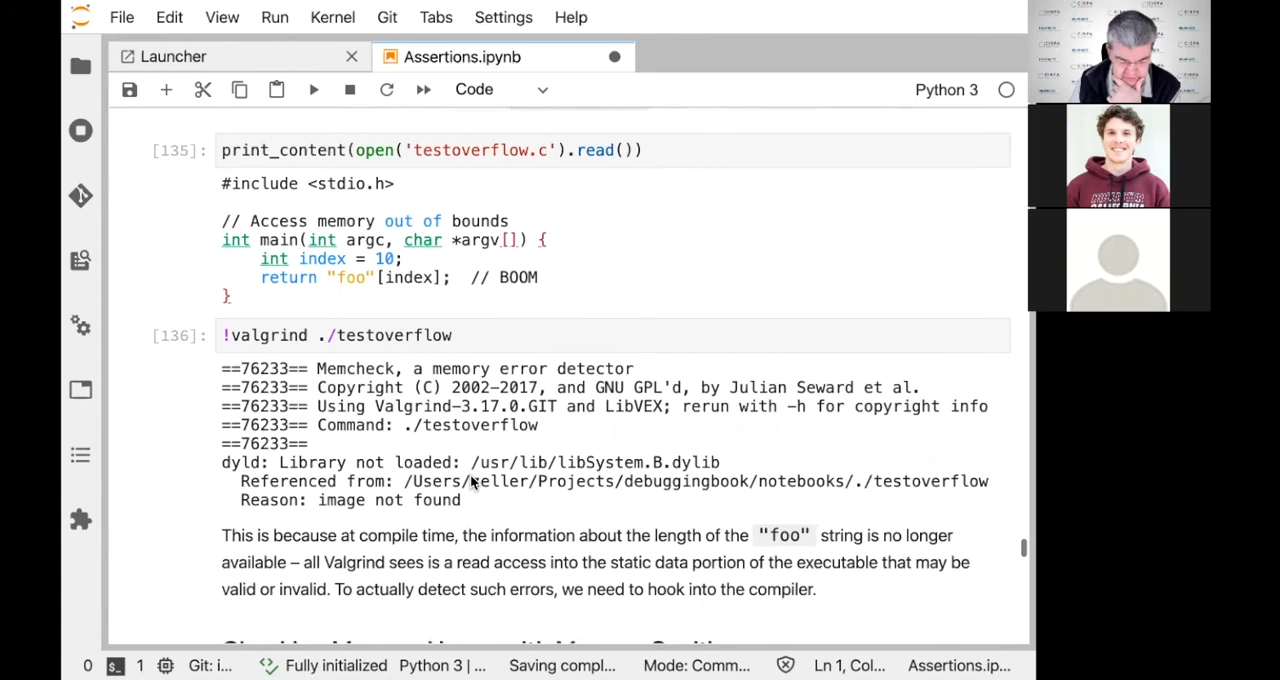 File Edit View Run Kernel Git Tabs Settings Help
Launcher
Assertions.ipynb
Code
Python 3
[135]: print_content(open('testoverflow.c').read())
#include <stdio.h>
// Access memory out of bounds
int main(int argc, char *argv[]) {
int index = 10;
return "foo"[index];  // BOOM
}
[136]: !valgrind ./testoverflow
==76233== Memcheck, a memory error detector
==76233== Copyright (C) 2002-2017, and GNU GPL'd, by Julian Seward et al.
==76233== Using Valgrind-3.17.0.GIT and LibVEX; rerun with -h for copyright info
==76233== Command: ./testoverflow
==76233==
dyld: Library not loaded: /usr/lib/libSystem.B.dylib
Referenced from: /Users/zeller/Projects/debuggingbook/notebooks/./testoverflow
Reason: image not found
This is because at compile time, the information about the length of the "foo" string is no longer
available – all Valgrind sees is a read access into the static data portion of the executable that may be
valid or invalid. To actually detect such errors, we need to hook into the compiler.
0 1 Git: i... Fully initialized Python 3 | ... Saving compl... Mode: Comm... Ln 1, Col... Assertions.ip...